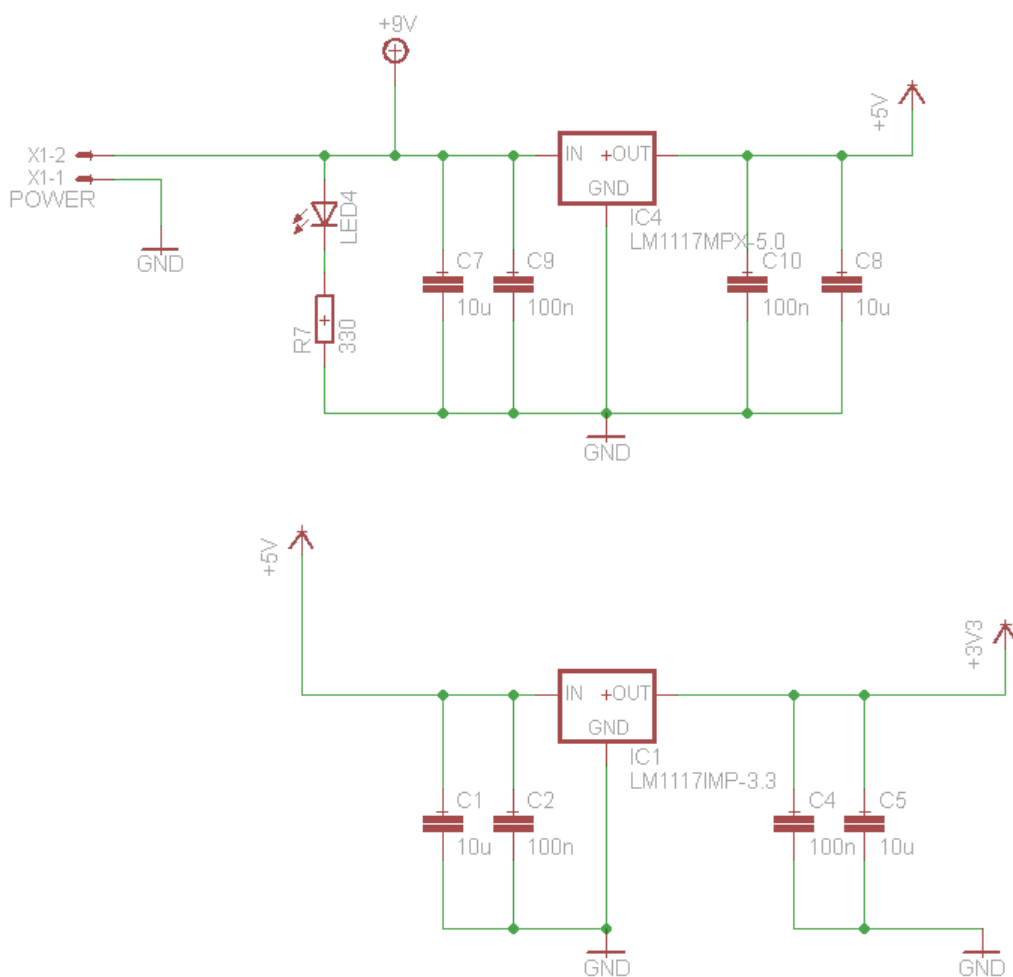 +9V
+5V
X1-2
X1-1
POWER
GND
LED4
R7
330
C7
10u
C9
100n
IN
+OUT
GND
IC4
LM1117MPX-5.0
C10
100n
C8
10u
GND
+5V
+3V3
IN
+OUT
GND
IC1
LM1117IMP-3.3
C1
10u
C2
100n
C4
100n
C5
10u
GND
GND